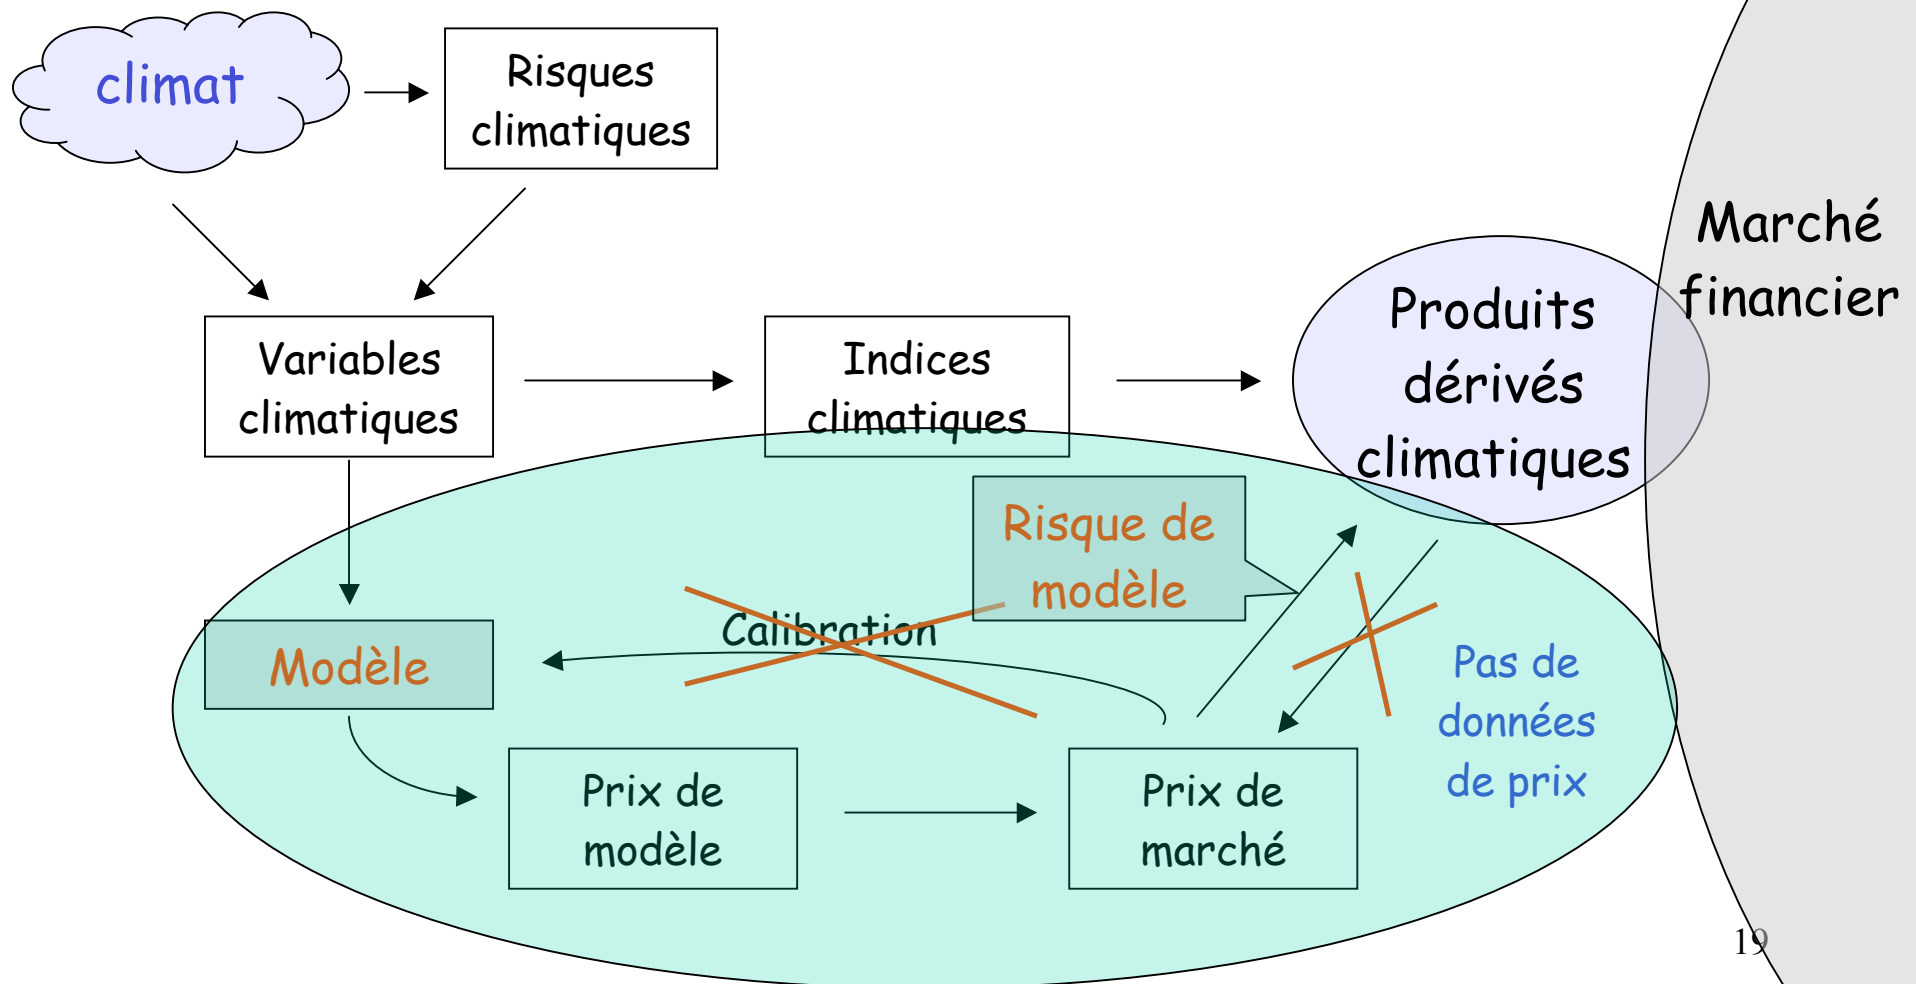 climat
Risques
climatiques
Marché
financier
Variables
climatiques
Indices
climatiques
Produits
dérivés
climatiques
Risque de
modèle
Calibration
Modèle
Pas de
données
de prix
Prix de
modèle
Prix de
marché
19